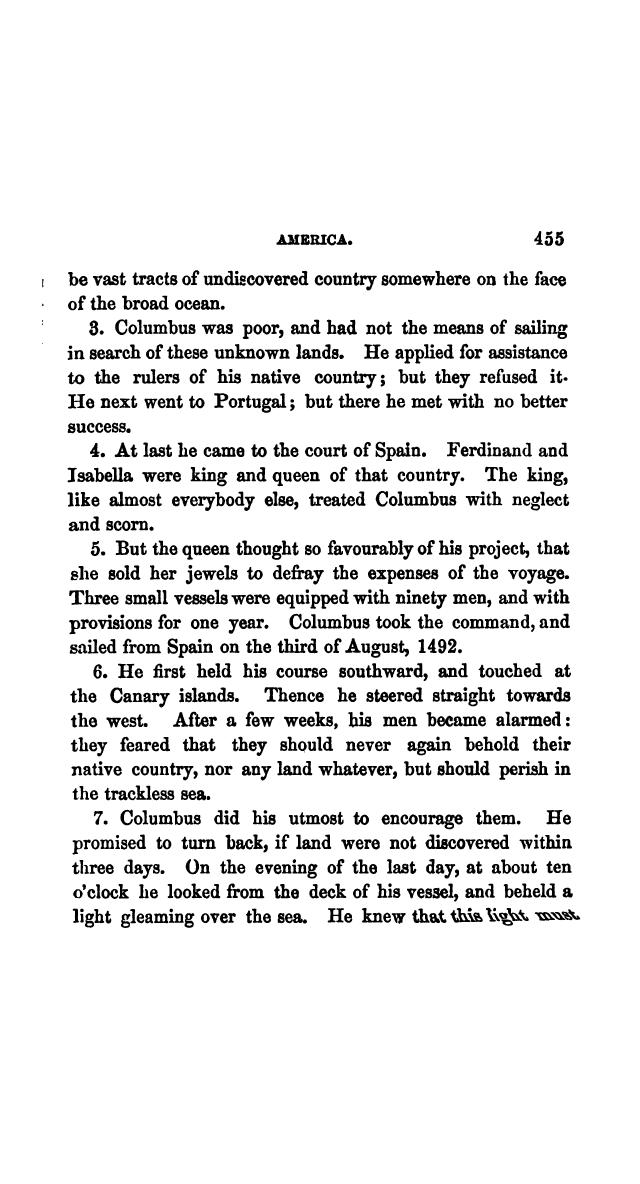 AMERICA. 455
be vast tracts of undiscovered country somewhere on the face
of the broad ocean.
3. Columbus was poor, and had not the means of sailing
in search of these unknown lands. He applied for assistance
to the rulers of his native country; but they refused it.
He next went to Portugal; but there he met with no better
success.
4. At last he came to the court of Spain. Ferdinand and
Isabella were king and queen of that country. The king,
like almost everybody else, treated Columbus with neglect
and scorn.
5. But the queen thought so favourably of his project, that
she sold her jewels to defray the expenses of the voyage.
Three small vessels were equipped with ninety men, and with
provisions for one year. Columbus took the command, and
sailed from Spain on the third of August, 1492.
6. He first held his course southward, and touched at
the Canary islands. Thence he steered straight towards
the west. After a few weeks, his men became alarmed:
they feared that they should never again behold their
native country, nor any land whatever, but should perish in
the trackless sea.
7. Columbus did his utmost to encourage them. He
promised to turn back, if land were not discovered within
three days. On the evening of the last day, at about ten
o'clock he looked from the deck of his vessel, and beheld a
light gleaming over the sea. He knew that this light must